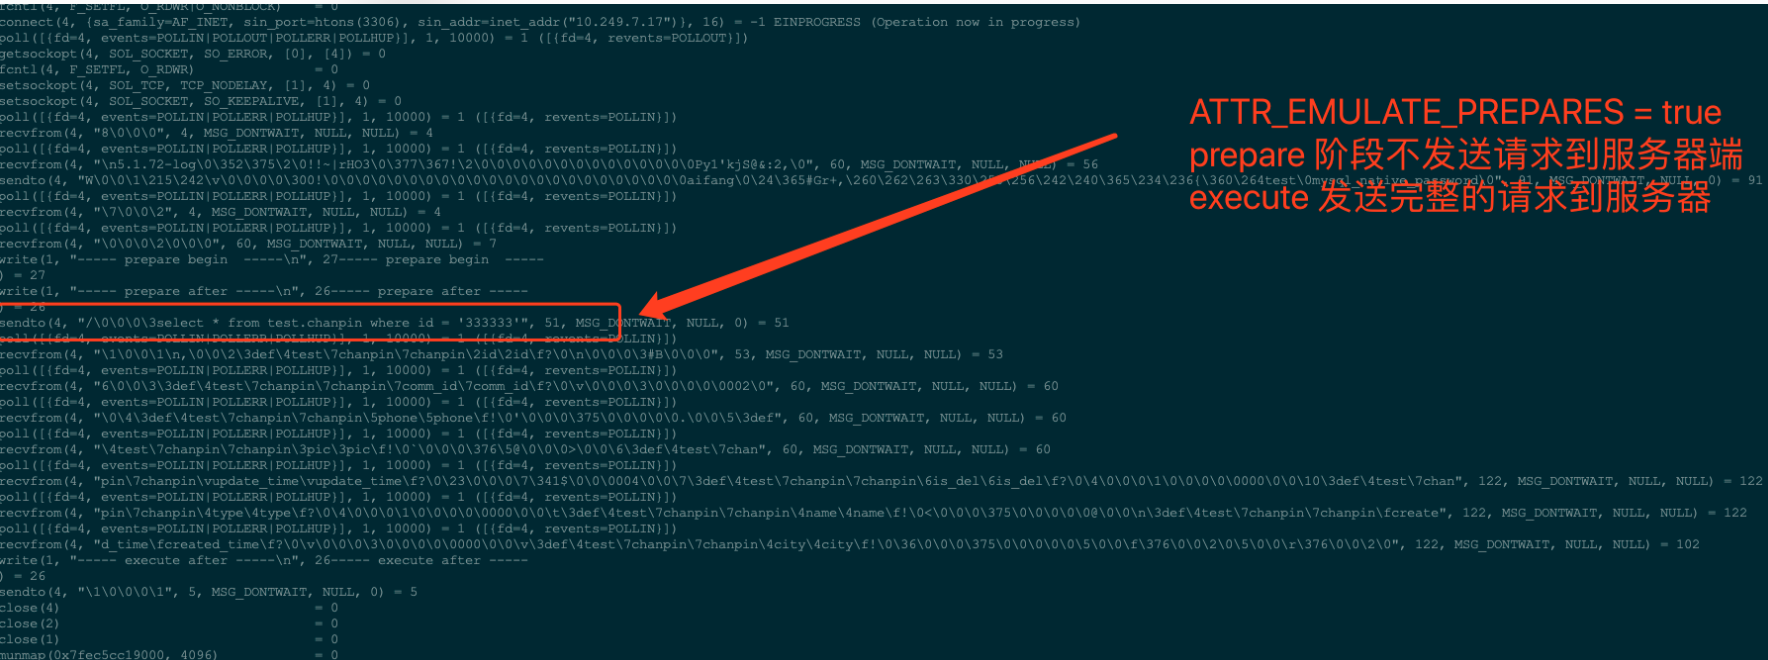 fcntl(4, F_SETFL, O_RDWR|O_NONBLOCK)    = 0
connect(4, {sa_family=AF_INET, sin_port=htons(3306), sin_addr=inet_addr("10.249.7.17")}, 16) = -1 EINPROGRESS (Operation now in progress)
poll([{fd=4, events=POLLIN|POLLOUT|POLLERR|POLLHUP}], 1, 10000) = 1 ([{fd=4, revents=POLLOUT}])
getsockopt(4, SOL_SOCKET, SO_ERROR, [0], [4]) = 0
fcntl(4, F_SETFL, O_RDWR)               = 0
setsockopt(4, SOL_TCP, TCP_NODELAY, [1], 4) = 0
setsockopt(4, SOL_SOCKET, SO_KEEPALIVE, [1], 4) = 0
poll([{fd=4, events=POLLIN|POLLERR|POLLHUP}], 1, 10000) = 1 ([{fd=4, revents=POLLIN}])
recvfrom(4, "8\0\0\0", 4, MSG_DONTWAIT, NULL, NULL) = 4
poll([{fd=4, events=POLLIN|POLLERR|POLLHUP}], 1, 10000) = 1 ([{fd=4, revents=POLLIN}])
recvfrom(4, "\n5.1.72-log\0\352\375\2\0!!~|rHO3\0\377\367!\2\0\0\0\0\0\0\0\0\0\0\0\0\0\0Py1'kjS@&:2,\0", 60, MSG_DONTWAIT, NULL, NULL) = 56
sendto(4, "W\0\0\1\215\242\v\0\0\0\0\300!\0\0\0\0\0\0\0\0\0\0\0\0\0\0\0\0\0\0\0\0\0\0\0aifang\0\24\365#Gr+,\260\262\263\330\256\256\242\240\365\234\236{\360\264test\0mysql_native_password\0", 91, MSG_DONTWAIT, NULL, 0) = 91
poll([{fd=4, events=POLLIN|POLLERR|POLLHUP}], 1, 10000) = 1 ([{fd=4, revents=POLLIN}])
recvfrom(4, "\7\0\0\2", 4, MSG_DONTWAIT, NULL, NULL) = 4
poll([{fd=4, events=POLLIN|POLLERR|POLLHUP}], 1, 10000) = 1 ([{fd=4, revents=POLLIN}])
recvfrom(4, "\0\0\0\2\0\0\0", 60, MSG_DONTWAIT, NULL, NULL) = 7
write(1, "----- prepare begin  -----\n", 27----- prepare begin  -----
) = 27
write(1, "----- prepare after -----\n", 26----- prepare after -----
) = 26
sendto(4, "/\0\0\0\3select * from test.chanpin where id = '333333'", 51, MSG_DONTWAIT, NULL, 0) = 51
poll([{fd=4, events=POLLIN|POLLERR|POLLHUP}], 1, 10000) = 1 ([{fd=4, revents=POLLIN}])
recvfrom(4, "\1\0\0\1\n,\0\0\2\3def\4test\7chanpin\7chanpin\2id\2id\f?\0\n\0\0\0\3#B\0\0\0", 53, MSG_DONTWAIT, NULL, NULL) = 53
poll([{fd=4, events=POLLIN|POLLERR|POLLHUP}], 1, 10000) = 1 ([{fd=4, revents=POLLIN}])
recvfrom(4, "6\0\0\3\3def\4test\7chanpin\7chanpin\7comm_id\7comm_id\f?\0\v\0\0\0\3\0\0\0\0\0002\0", 60, MSG_DONTWAIT, NULL, NULL) = 60
poll([{fd=4, events=POLLIN|POLLERR|POLLHUP}], 1, 10000) = 1 ([{fd=4, revents=POLLIN}])
recvfrom(4, "\0\4\3def\4test\7chanpin\7chanpin\5phone\5phone\f!\0'\0\0\0\375\0\0\0\0\0.\0\0\5\3def", 60, MSG_DONTWAIT, NULL, NULL) = 60
poll([{fd=4, events=POLLIN|POLLERR|POLLHUP}], 1, 10000) = 1 ([{fd=4, revents=POLLIN}])
recvfrom(4, "\4test\7chanpin\7chanpin\3pic\3pic\f!\0`\0\0\0\376\5@\0\0\0>\0\0\6\3def\4test\7chan", 60, MSG_DONTWAIT, NULL, NULL) = 60
poll([{fd=4, events=POLLIN|POLLERR|POLLHUP}], 1, 10000) = 1 ([{fd=4, revents=POLLIN}])
recvfrom(4, "pin\7chanpin\vupdate_time\vupdate_time\f?\0\23\0\0\0\7\341$\0\0\0004\0\0\7\3def\4test\7chanpin\7chanpin\6is_del\6is_del\f?\0\4\0\0\0\1\0\0\0\0\0000\0\0\10\3def\4test\7chan", 122, MSG_DONTWAIT, NULL, NULL) = 122
poll([{fd=4, events=POLLIN|POLLERR|POLLHUP}], 1, 10000) = 1 ([{fd=4, revents=POLLIN}])
recvfrom(4, "pin\7chanpin\4type\4type\f?\0\4\0\0\0\1\0\0\0\0\0000\0\0\t\3def\4test\7chanpin\7chanpin\4name\4name\f!\0<\0\0\0\375\0\0\0\0\0@\0\0\n\3def\4test\7chanpin\7chanpin\fcreate", 122, MSG_DONTWAIT, NULL, NULL) = 122
poll([{fd=4, events=POLLIN|POLLERR|POLLHUP}], 1, 10000) = 1 ([{fd=4, revents=POLLIN}])
recvfrom(4, "d_time\fcreated_time\f?\0\v\0\0\0\3\0\0\0\0\0000\0\0\v\3def\4test\7chanpin\7chanpin\4city\4city\f!\0\36\0\0\0\375\0\0\0\0\0\5\0\0\f\376\0\0\2\0\5\0\0\r\376\0\0\2\0", 122, MSG_DONTWAIT, NULL, NULL) = 102
write(1, "----- execute after -----\n", 26----- execute after -----
) = 26
sendto(4, "\1\0\0\0\1", 5, MSG_DONTWAIT, NULL, 0) = 5
close(4)                                = 0
close(2)                                = 0
close(1)                                = 0
munmap(0x7fec5cc19000, 4096)            = 0
ATTR_EMULATE_PREPARES = true
prepare 阶段不发送请求到服务器端
execute 发送完整的请求到服务器